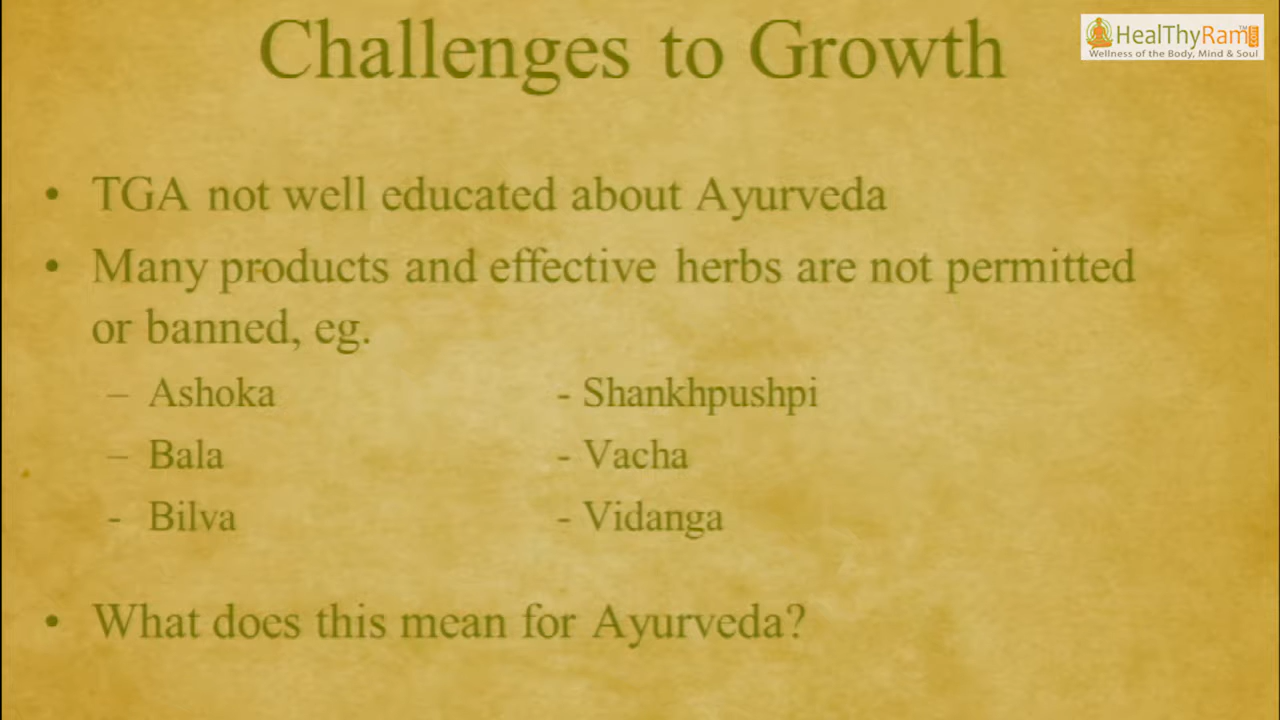 Challenges to Growth
HealThyRam™.com
Wellness of the Body, Mind & Soul
• TGA not well educated about Ayurveda
• Many products and effective herbs are not permitted
or banned, eg.
– Ashoka - Shankhpushpi
– Bala - Vacha
- Bilva - Vidanga
• What does this mean for Ayurveda?